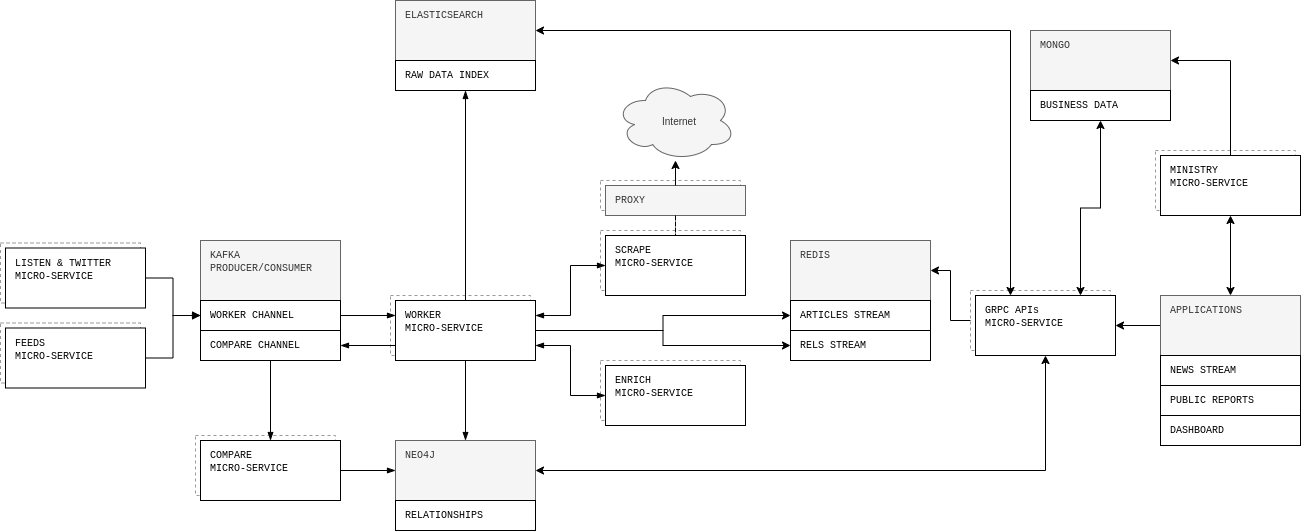 ELASTICSEARCH
RAW DATA INDEX
MONGO
BUSINESS DATA
Internet
MINISTRY
MICRO-SERVICE
PROXY
LISTEN & TWITTER
MICRO-SERVICE
FEEDS
MICRO-SERVICE
KAFKA
PRODUCER/CONSUMER
WORKER CHANNEL
COMPARE CHANNEL
WORKER
MICRO-SERVICE
SCRAPE
MICRO-SERVICE
ENRICH
MICRO-SERVICE
REDIS
ARTICLES STREAM
RELS STREAM
GRPC APIs
MICRO-SERVICE
APPLICATIONS
NEWS STREAM
PUBLIC REPORTS
DASHBOARD
COMPARE
MICRO-SERVICE
NEO4J
RELATIONSHIPS